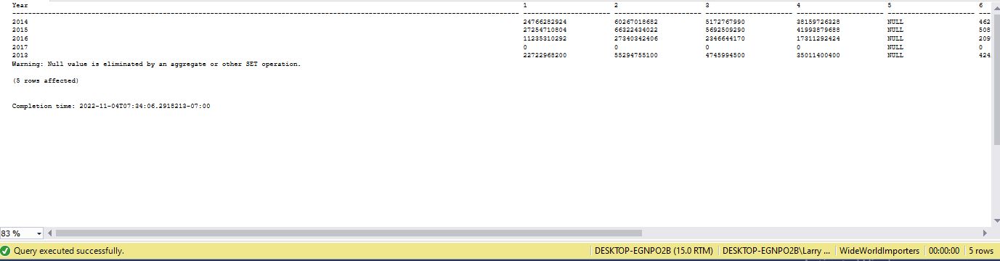 Year 1 2 3 4 5 6
2014 24766282924 60267018682 5172767990 38159726328 NULL 462
2015 27254710804 66322434022 5692509290 41993879688 NULL 508
2016 11235310292 27340342406 2346644170 17311292424 NULL 209
2017 0 0 0 0 NULL 0
2013 22722968200 55294755100 4745994500 35011400400 NULL 424
Warning: Null value is eliminated by an aggregate or other SET operation.
(5 rows affected)
Completion time: 2022-11-04T07:34:06.2918213-07:00
83 %
Query executed successfully. DESKTOP-EGNPO2B (15.0 RTM) DESKTOP-EGNPO2B\Larry ... WideWorldImporters 00:00:00 5 rows